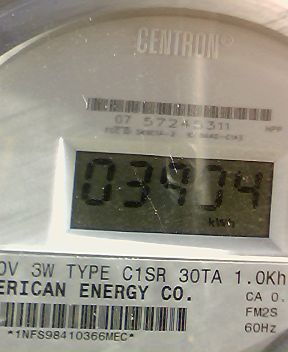 CENTRON®
07 57245311
03904
kWh
0V 3W TYPE C1SR 30TA 1.0Kh
ERICAN ENERGY CO.
CA 0.
FM2S
60Hz
*1NFS98410366MEC*